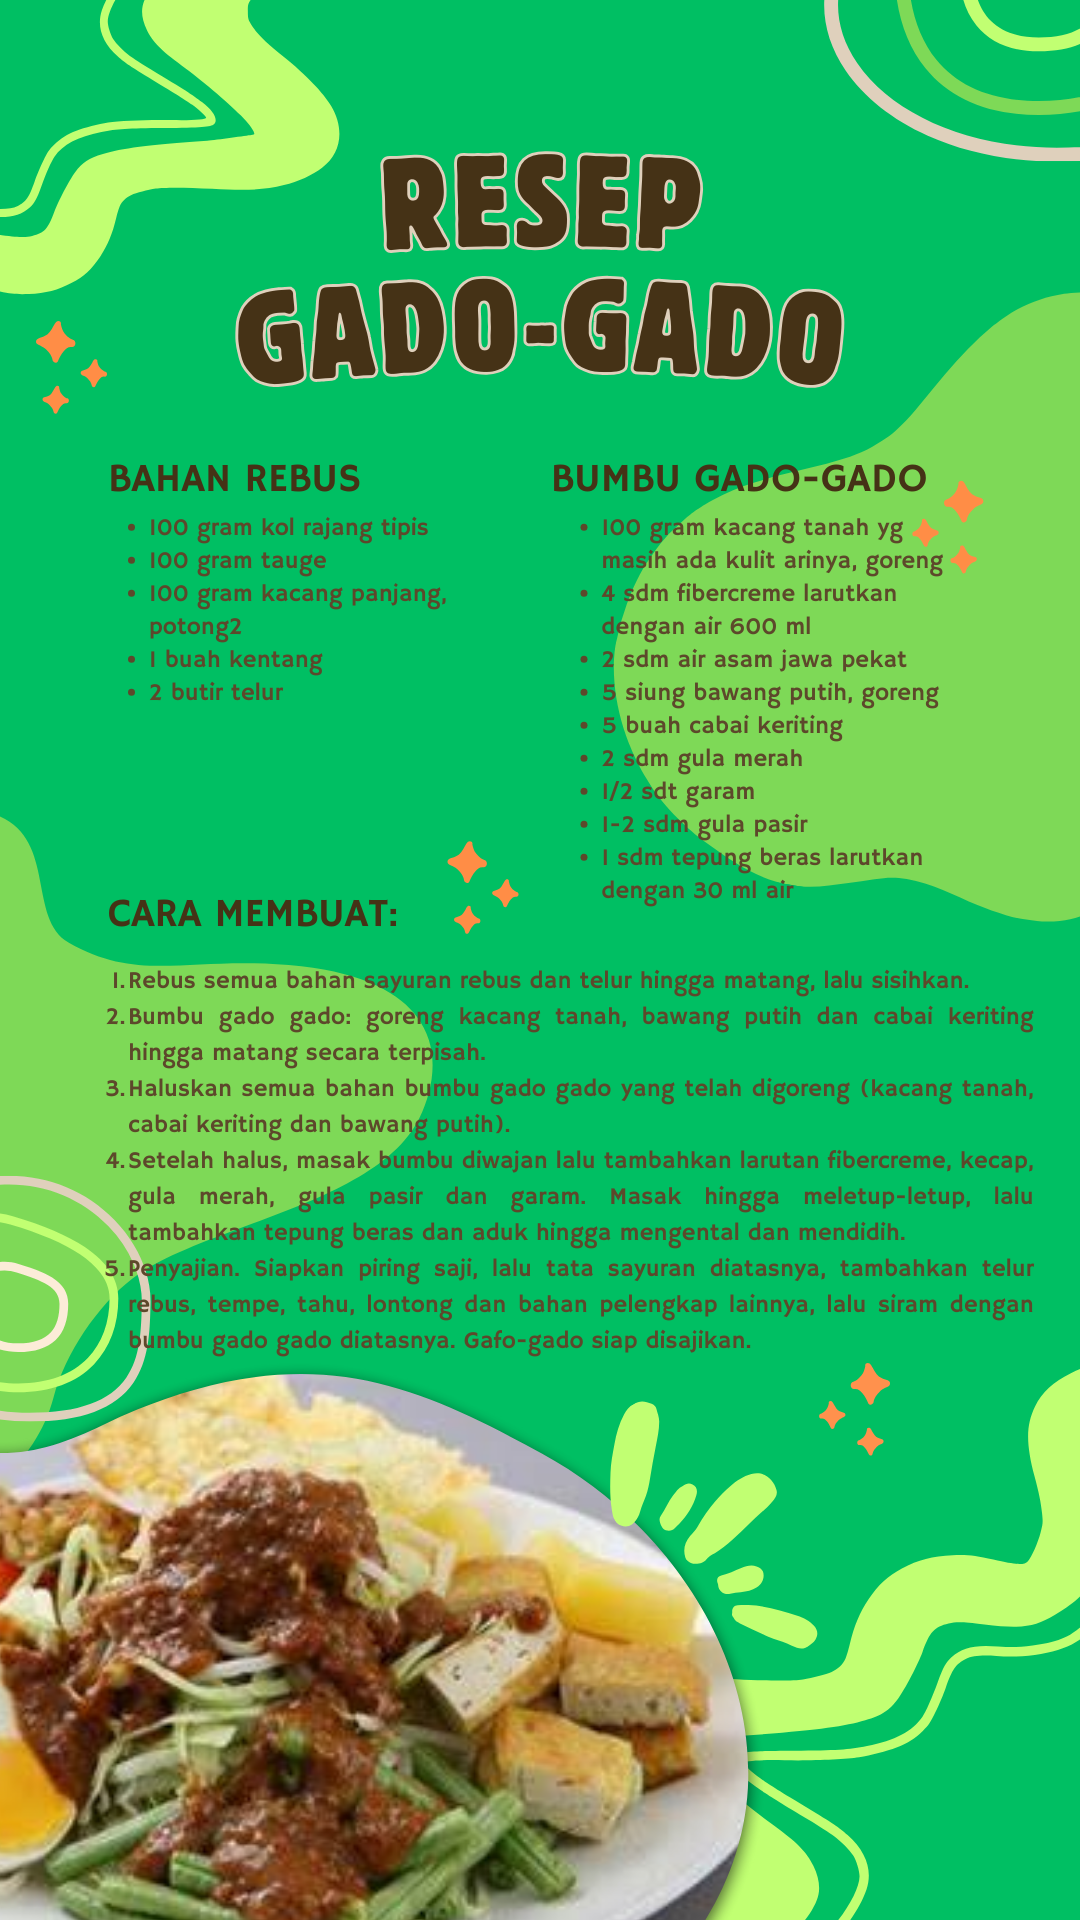 RESEP
GADO-GADO
BAHAN REBUS
• 100 gram kol rajang tipis
• 100 gram tauge
• 100 gram kacang panjang,
potong2
• 1 buah kentang
• 2 butir telur
BUMBU GADO-GADO
• 100 gram kacang tanah yg
masih ada kulit arinya, goreng
• 4 sdm fibercreme larutkan
dengan air 600 ml
• 2 sdm air asam jawa pekat
• 5 siung bawang putih, goreng
• 5 buah cabai keriting
• 2 sdm gula merah
• 1/2 sdt garam
• 1-2 sdm gula pasir
• 1 sdm tepung beras larutkan
dengan 30 ml air
CARA MEMBUAT:
1. Rebus semua bahan sayuran rebus dan telur hingga matang, lalu sisihkan.
2. Bumbu gado gado: goreng kacang tanah, bawang putih dan cabai keriting
hingga matang secara terpisah.
3. Haluskan semua bahan bumbu gado gado yang telah digoreng (kacang tanah,
cabai keriting dan bawang putih).
4. Setelah halus, masak bumbu diwajan lalu tambahkan larutan fibercreme, kecap,
gula merah, gula pasir dan garam. Masak hingga meletup-letup, lalu
tambahkan tepung beras dan aduk hingga mengental dan mendidih.
5. Penyajian. Siapkan piring saji, lalu tata sayuran diatasnya, tambahkan telur
rebus, tempe, tahu, lontong dan bahan pelengkap lainnya, lalu siram dengan
bumbu gado gado diatasnya. Gafo-gado siap disajikan.